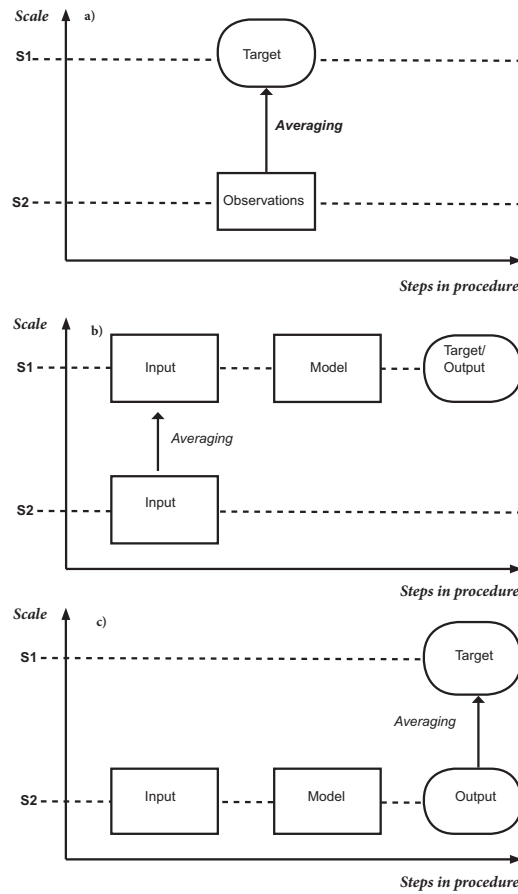 Scale
a)
S1
Target
Averaging
S2
Observations
Steps in procedure
Scale
b)
S1
Input
Model
Target/
Output
Averaging
S2
Input
Steps in procedure
Scale
c)
S1
Target
Averaging
S2
Input
Model
Output
Steps in procedure